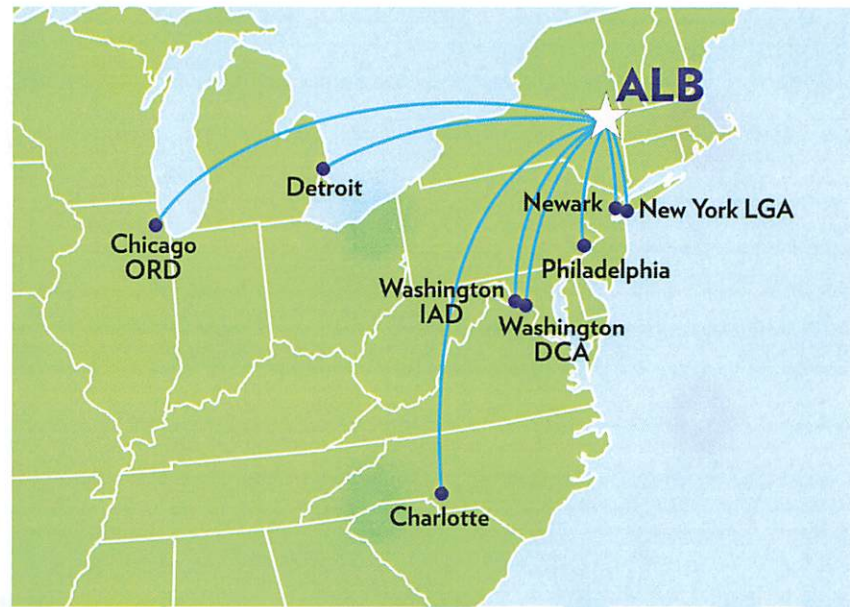 ALB
Detroit
Newark
New York LGA
Chicago
ORD
Philadelphia
Washington
IAD
Washington
DCA
Charlotte